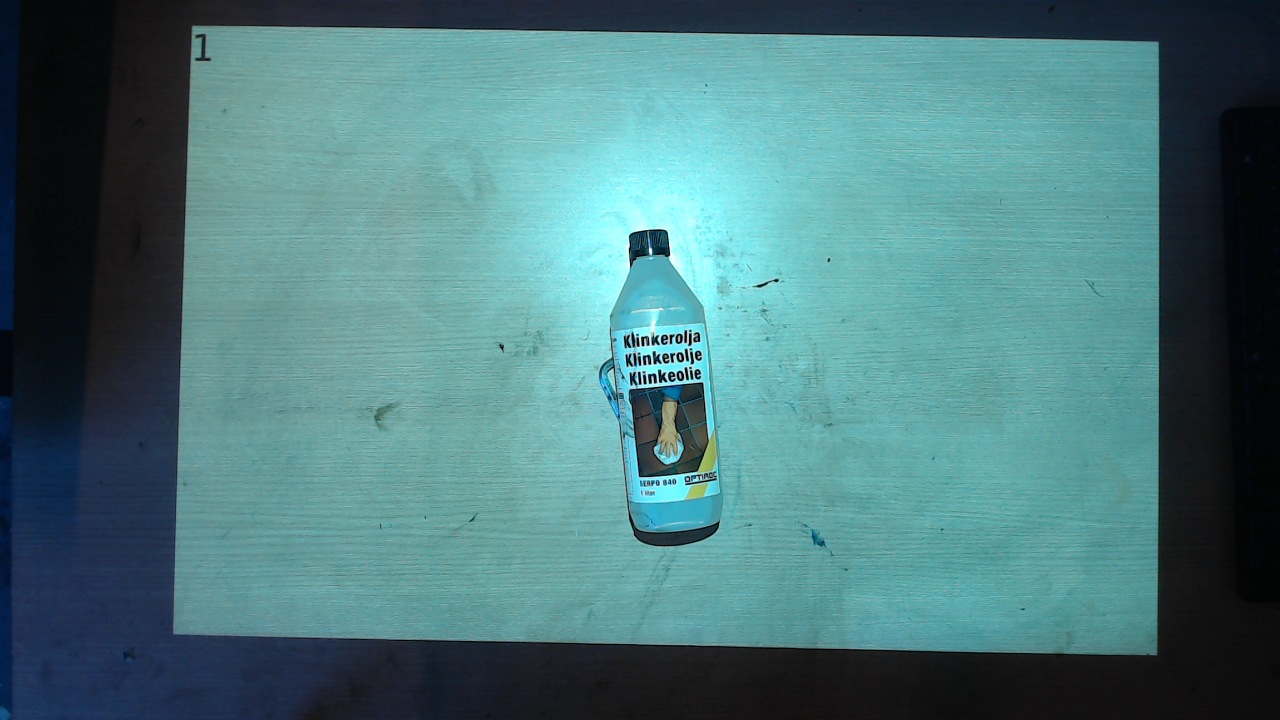 1
Klinkerolja
Klinkerolje
Klinkeolie
SERPO 840
OPTIROC
1 liter